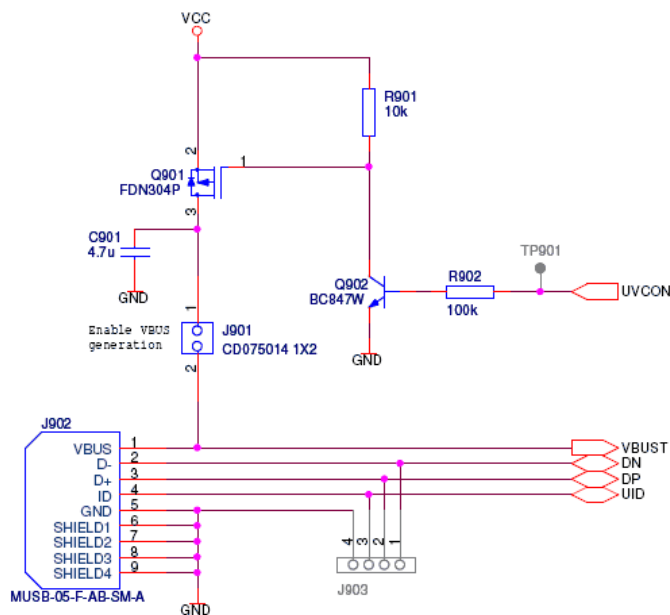 VCC
R901
10k
2
1
Q901
FDN304P
3
C901
4.7u
GND
TP901
Q902
BC847W
R902
100k
UVCON
GND
1
Enable VBUS
generation
J901
CD075014 1X2
2
J902
VBUS 1 VBUST
D- 2 DN
D+ 3 DP
ID 4 UID
GND 5
SHIELD1 6
SHIELD2 7
SHIELD3 8
SHIELD4 9
4 3 2 1
J903
MUSB-05-F-AB-SM-A
GND